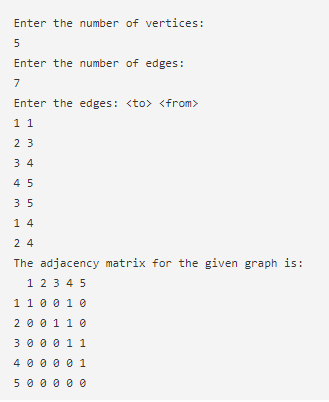 Enter the number of vertices:
5
Enter the number of edges:
7
Enter the edges: <to> <from>
1 1
2 3
3 4
4 5
3 5
1 4
2 4
The adjacency matrix for the given graph is:
  1 2 3 4 5
1 1 0 0 1 0
2 0 0 1 1 0
3 0 0 0 1 1
4 0 0 0 0 1
5 0 0 0 0 0